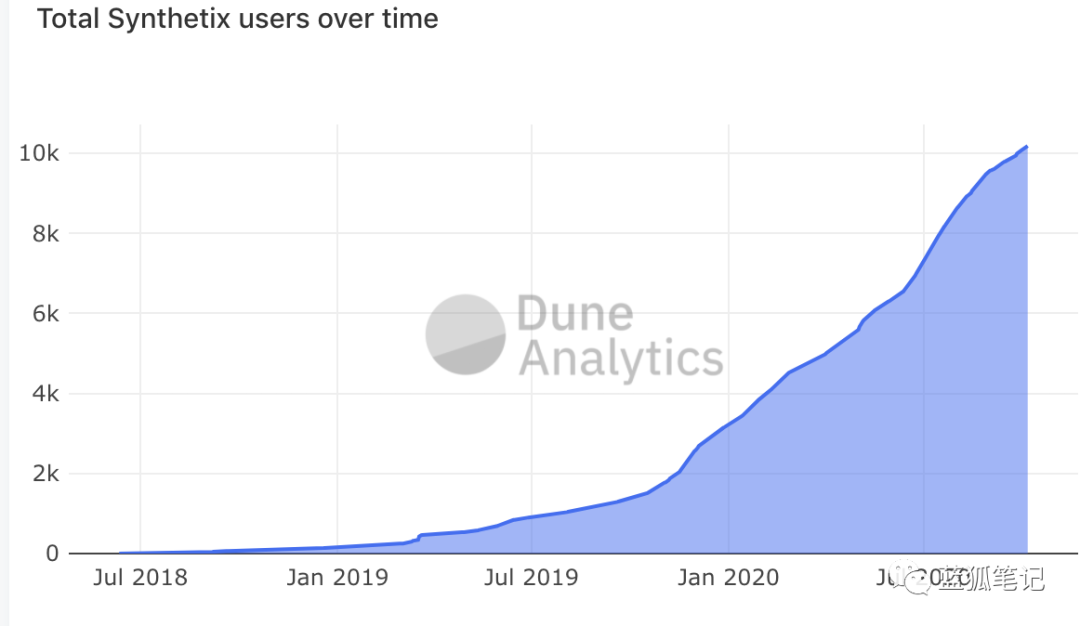 Total Synthetix users over time
10k
8k
6k
4k
2k
0
Dune
Analytics
Jul 2018
Jan 2019
Jul 2019
Jan 2020
蓝狐笔记